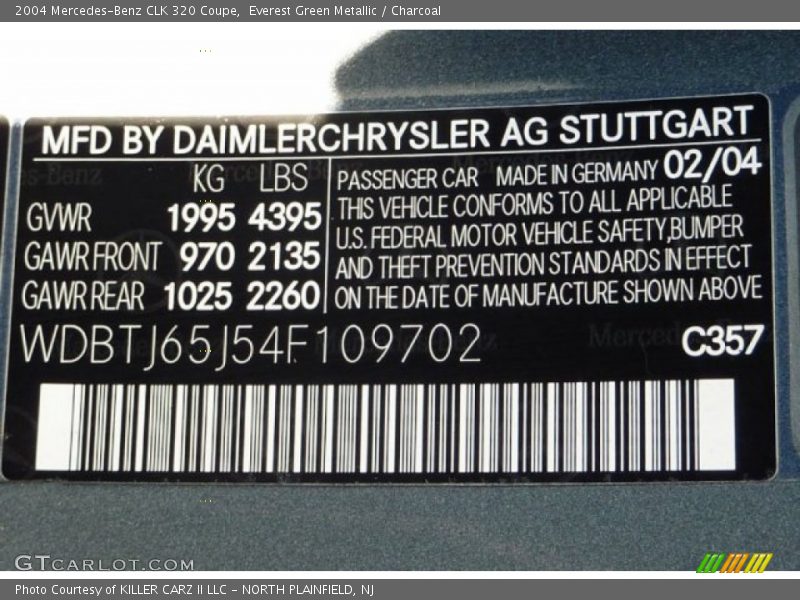 2004 Mercedes-Benz CLK 320 Coupe,  Everest Green Metallic / Charcoal
MFD BY DAIMLERCHRYSLER AG STUTTGART
KG LBS
GVWR 1995 4395
GAWR FRONT 970 2135
GAWR REAR 1025 2260
PASSENGER CAR MADE IN GERMANY 02/04
THIS VEHICLE CONFORMS TO ALL APPLICABLE
U.S. FEDERAL MOTOR VEHICLE SAFETY,BUMPER
AND THEFT PREVENTION STANDARDS IN EFFECT
ON THE DATE OF MANUFACTURE SHOWN ABOVE
WDBTJ65J54F109702 C357
GTCARLOT.COM
Photo Courtesy of KILLER CARZ II LLC - NORTH PLAINFIELD, NJ